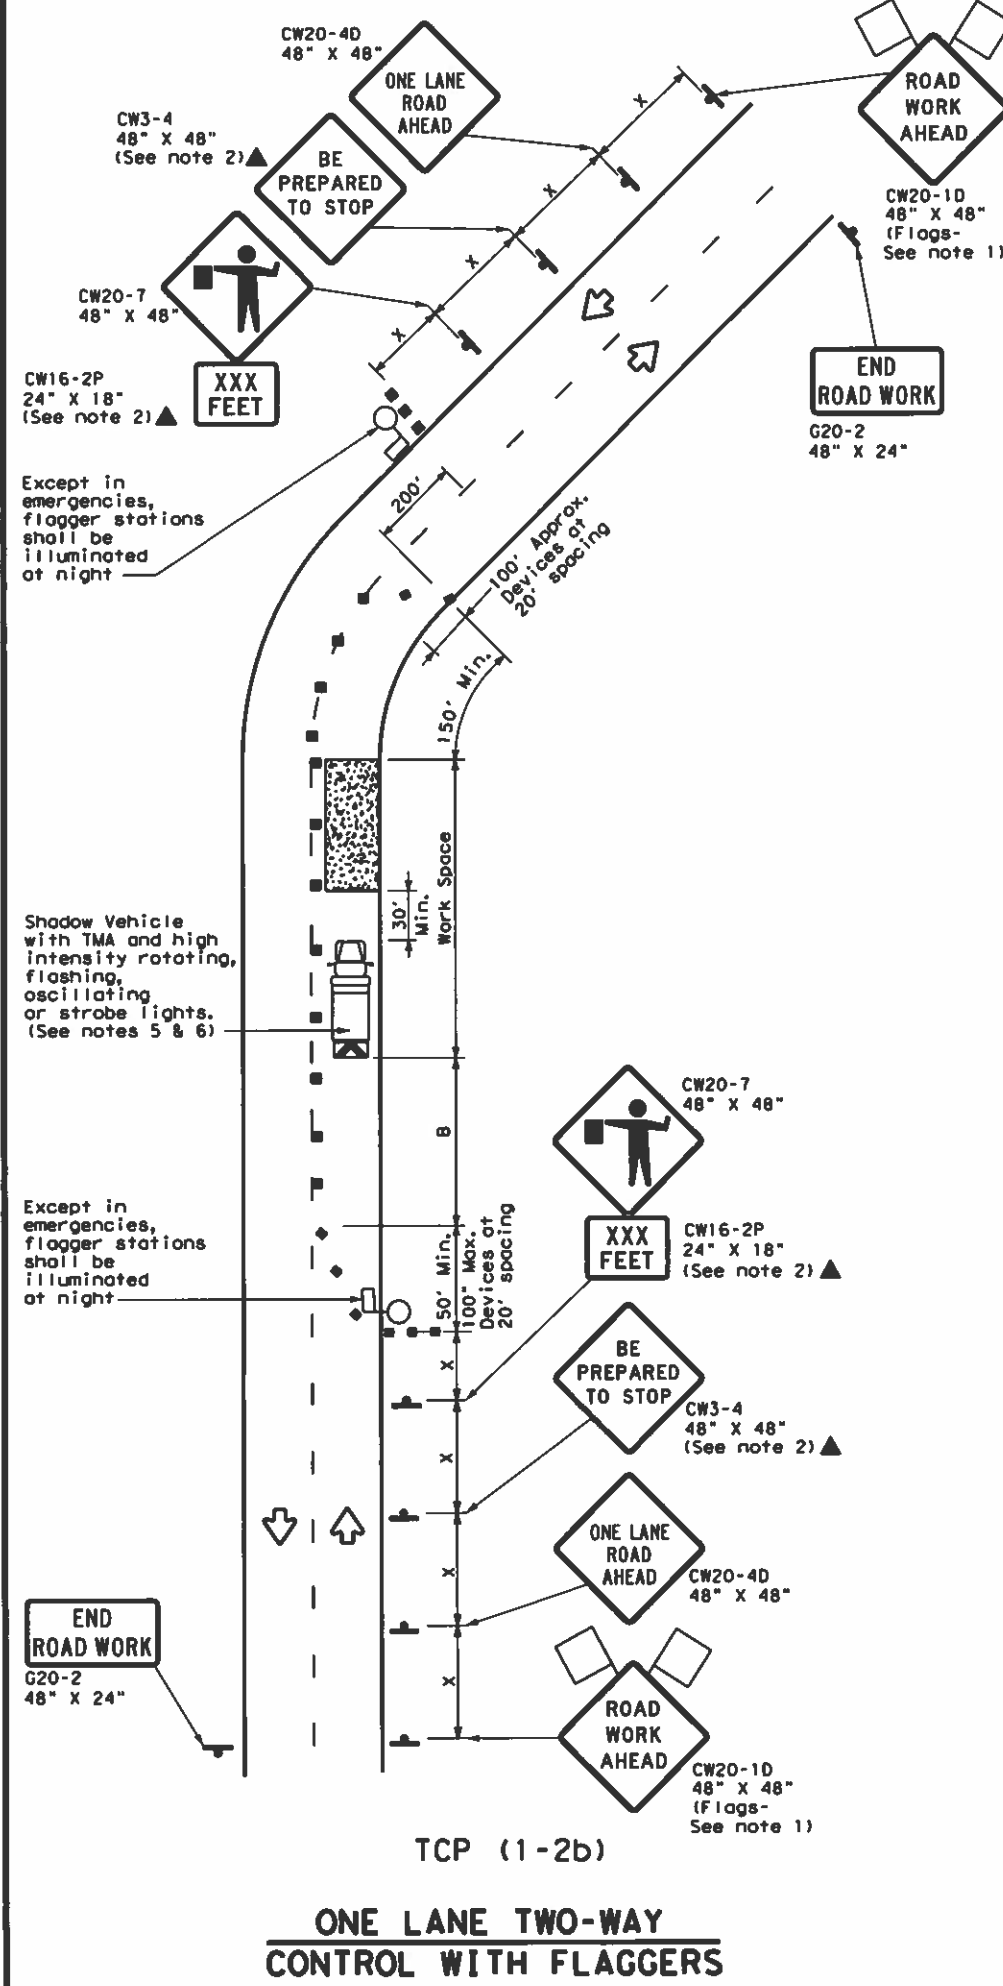 CW20-4D
48" X 48"
ONE LANE
ROAD
AHEAD
ROAD
WORK
AHEAD
CW3-4
48" X 48"
(See note 2)▲
BE
PREPARED
TO STOP
X
X
X
X
CW20-1D
48" X 48"
(Flags-
See note 1)
CW20-7
48" X 48"
CW16-2P
24" X 18"
(See note 2)▲
XXX
FEET
END
ROAD WORK
G20-2
48" X 24"
Except in
emergencies,
flagger stations
shall be
illuminated
at night
200'
100' Approx.
Devices at
20' spacing
150' Min.
Work Space
30'
Min.
Shadow Vehicle
with TMA and high
intensity rotating,
flashing,
oscillating
or strobe lights.
(See notes 5 & 6)
B
CW20-7
48" X 48"
Except in
emergencies,
flagger stations
shall be
illuminated
at night
50' Min.
100" Max.
Devices at
20' spacing
XXX
FEET
CW16-2P
24" X 18"
(See note 2)▲
X
BE
PREPARED
TO STOP
CW3-4
48" X 48"
(See note 2)▲
X
ONE LANE
ROAD
AHEAD
CW20-4D
48" X 48"
X
END
ROAD WORK
G20-2
48" X 24"
X
ROAD
WORK
AHEAD
CW20-1D
48" X 48"
(Flags-
See note 1)
TCP (1-2b)
ONE LANE TWO-WAY
CONTROL WITH FLAGGERS